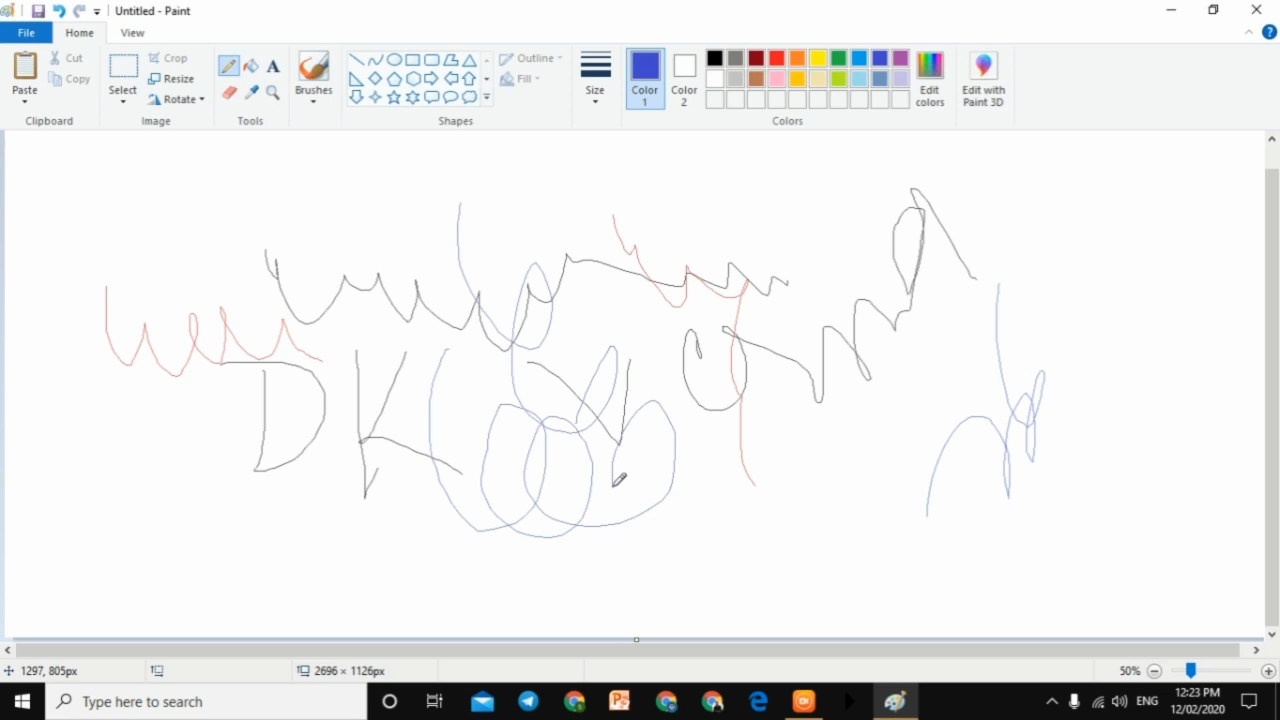 Untitled - Paint
File Home View
Paste
Cut
Copy
Clipboard
Select
Crop
Resize
Rotate
Image
Tools
Brushes
Shapes
Outline
Fill
Size
Color 1
Color 2
Edit colors
Edit with Paint 3D
Colors
DK
1297, 805px
2696 × 1126px
50%
Type here to search
ENG
12:23 PM
12/02/2020